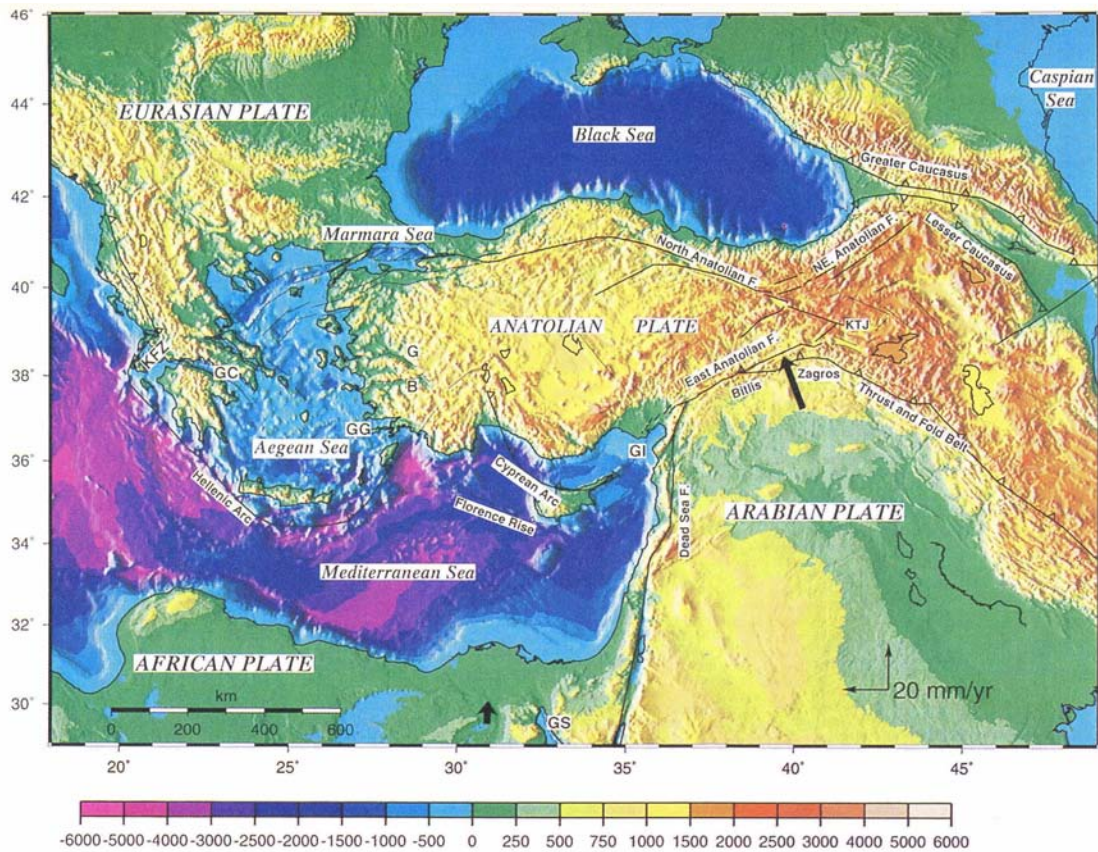 46°
44°
42°
40°
38°
36°
34°
32°
30°
EURASIAN PLATE
Black Sea
Caspian
Sea
Greater Caucasus
Lesser Caucasus
Marmara Sea
North Anatolian F.
NE. Anatolian F.
ANATOLIAN PLATE
KTJ
East Anatolian F.
Bitlis
Zagros
Thrust and Fold Belt
KFZ
GC
G
B
GG
Aegean Sea
GI
Hellenic Arc
Cyprean Arc
Florence Rise
Dead Sea F.
ARABIAN PLATE
Mediterranean Sea
AFRICAN PLATE
km
0 200 400 600
GS
20 mm/yr
20° 25° 30° 35° 40° 45°
-6000 -5000 -4000 -3000 -2000 -1500 -1000 -500 0 250 500 750 1000 1500 2000 2500 3000 4000 5000 6000